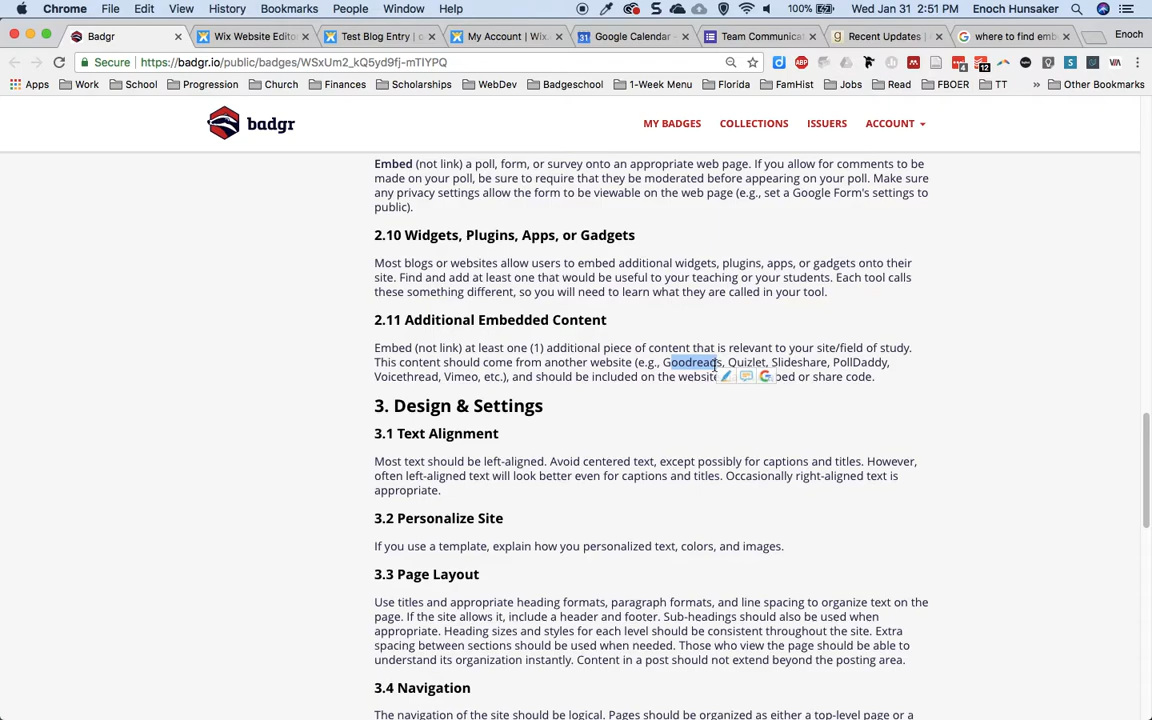 Chrome File Edit View History Bookmarks People Window Help 100% Wed Jan 31 2:51 PM Enoch Hunsaker
Badgr Wix Website Edito Test Blog Entry | c My Account | Wix. Google Calendar - Team Communicat Recent Updates | where to find emb Enoch
Secure https://badgr.io/public/badges/WSxUm2_kQ5yd9fj-mTIYPQ
Apps Work School Progression Church Finances Scholarships WebDev Badgeschool 1-Week Menu Florida FamHist Jobs Read FBOER TT » Other Bookmarks
badgr MY BADGES COLLECTIONS ISSUERS ACCOUNT
Embed (not link) a poll, form, or survey onto an appropriate web page. If you allow for comments to be
made on your poll, be sure to require that they be moderated before appearing on your poll. Make sure
any privacy settings allow the form to be viewable on the web page (e.g., set a Google Form's settings to
public).
2.10 Widgets, Plugins, Apps, or Gadgets
Most blogs or websites allow users to embed additional widgets, plugins, apps, or gadgets onto their
site. Find and add at least one that would be useful to your teaching or your students. Each tool calls
these something different, so you will need to learn what they are called in your tool.
2.11 Additional Embedded Content
Embed (not link) at least one (1) additional piece of content that is relevant to your site/field of study.
This content should come from another website (e.g., Goodreads, Quizlet, Slideshare, PollDaddy,
Voicethread, Vimeo, etc.), and should be included on the website bed or share code.
3. Design & Settings
3.1 Text Alignment
Most text should be left-aligned. Avoid centered text, except possibly for captions and titles. However,
often left-aligned text will look better even for captions and titles. Occasionally right-aligned text is
appropriate.
3.2 Personalize Site
If you use a template, explain how you personalized text, colors, and images.
3.3 Page Layout
Use titles and appropriate heading formats, paragraph formats, and line spacing to organize text on the
page. If the site allows it, include a header and footer. Sub-headings should also be used when
appropriate. Heading sizes and styles for each level should be consistent throughout the site. Extra
spacing between sections should be used when needed. Those who view the page should be able to
understand its organization instantly. Content in a post should not extend beyond the posting area.
3.4 Navigation
The navigation of the site should be logical. Pages should be organized as either a top-level page or a